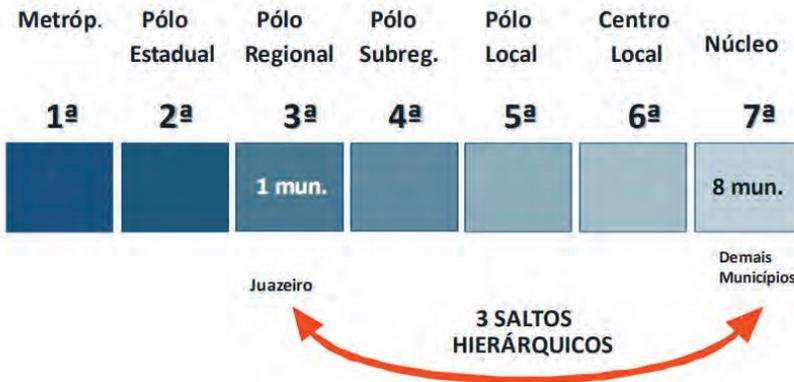 Metróp.
Pólo
Estadual
Pólo
Regional
Pólo
Subreg.
Pólo
Local
Centro
Local
Núcleo
1ª
2ª
3ª
4ª
5ª
6ª
7ª
1 mun.
8 mun.
Juazeiro
Demais
Municípios
3 SALTOS
HIERÁRQUICOS